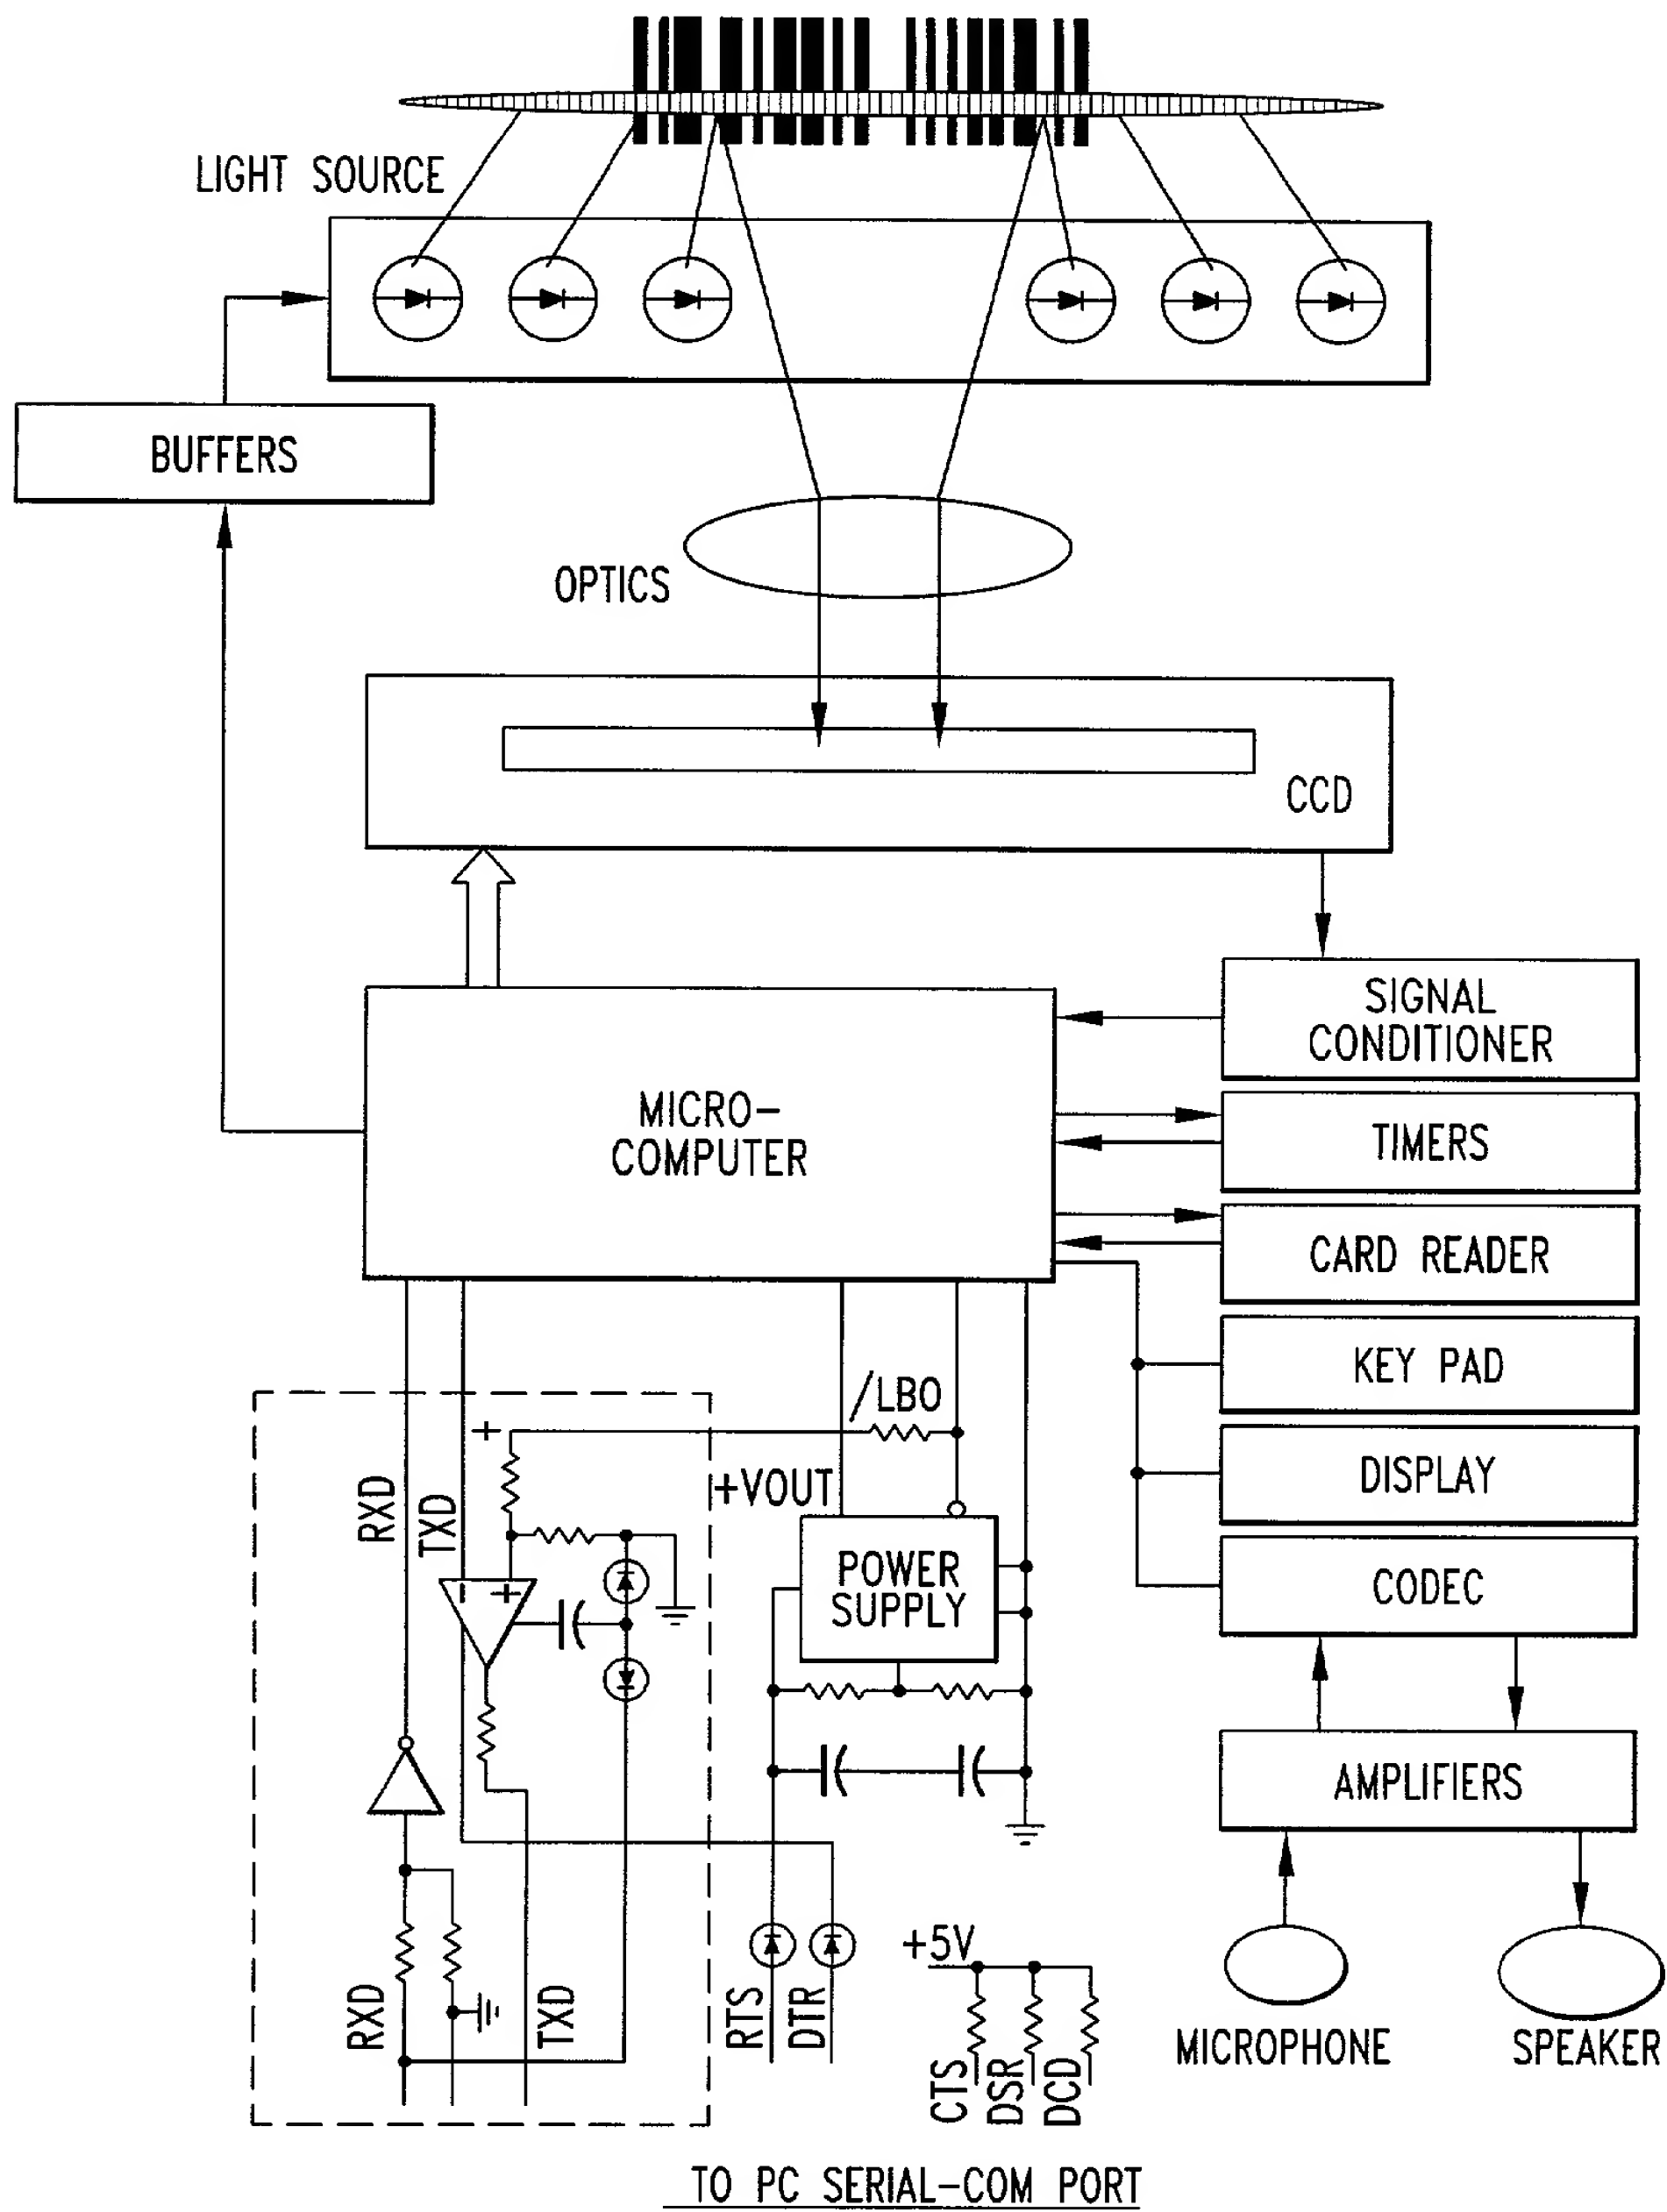 LIGHT SOURCE
BUFFERS
OPTICS
CCD
SIGNAL
CONDITIONER
MICRO-
COMPUTER
TIMERS
CARD READER
KEY PAD
DISPLAY
CODEC
/LBO
+
RXD
TXD
+VOUT
POWER
SUPPLY
- +
AMPLIFIERS
RXD
TXD
RTS
DTR
+5V
CTS
DSR
DCD
MICROPHONE
SPEAKER
TO PC SERIAL-COM PORT